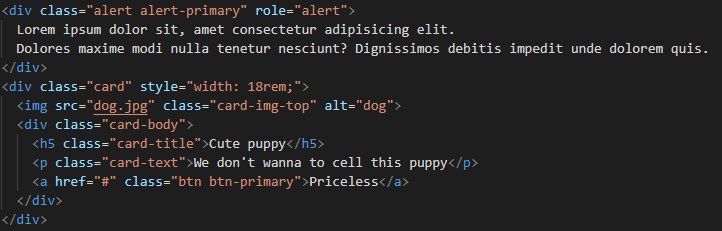 <div class="alert alert-primary" role="alert">
  Lorem ipsum dolor sit, amet consectetur adipisicing elit.
  Dolores maxime modi nulla tenetur nesciunt? Dignissimos debitis impedit unde dolorem quis.
</div>
<div class="card" style="width: 18rem;">
  <img src="dog.jpg" class="card-img-top" alt="dog">
  <div class="card-body">
    <h5 class="card-title">Cute puppy</h5>
    <p class="card-text">We don't wanna to cell this puppy</p>
    <a href="#" class="btn btn-primary">Priceless</a>
  </div>
</div>